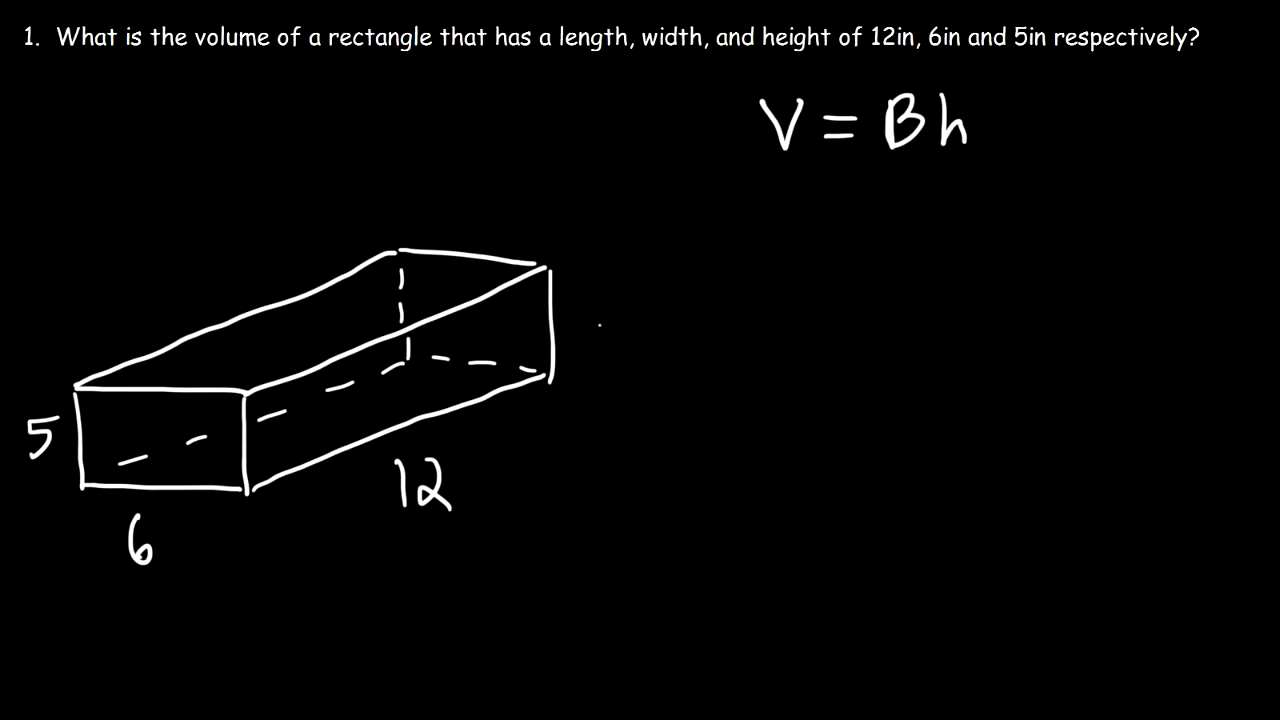 1. What is the volume of a rectangle that has a length, width, and height of 12in, 6in and 5in respectively?
V = Bh
5
12
6